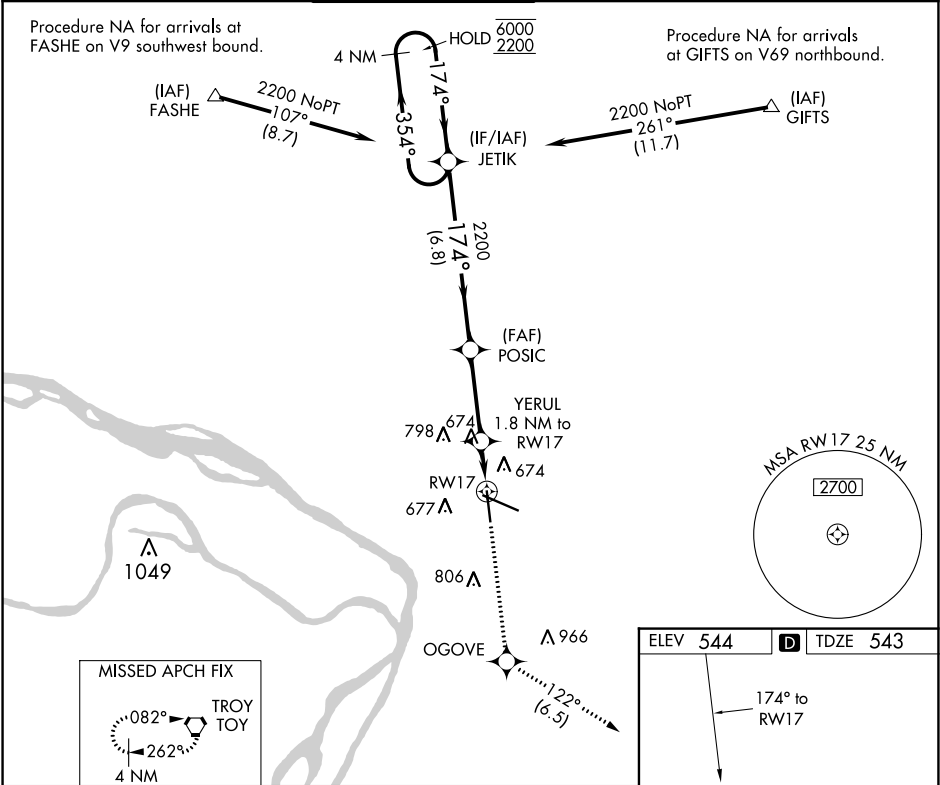 Procedure NA for arrivals at
FASHE on V9 southwest bound.
Procedure NA for arrivals
at GIFTS on V69 northbound.
HOLD 6000
2200
4 NM
174°
354°
(IAF)
FASHE
2200 NoPT
107°
(8.7)
2200 NoPT
261°
(11.7)
(IAF)
GIFTS
(IF/IAF)
JETIK
2200
174°
(6.8)
(FAF)
POSIC
YERUL
1.8 NM to
RW17
798
674
674
RW17
677
1049
806
OGOVE
966
122°
(6.5)
MSA RW17 25 NM
2700
MISSED APCH FIX
TROY
TOY
082°
262°
4 NM
ELEV 544 D TDZE 543
174° to
RW17